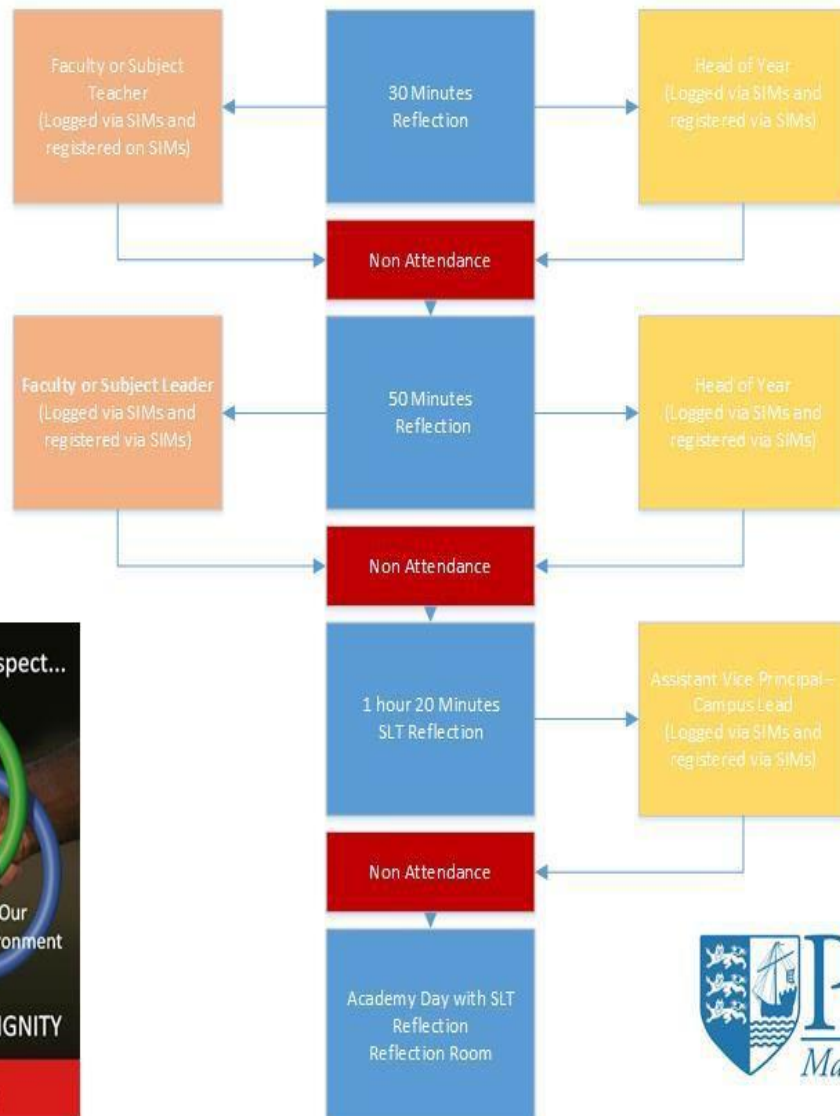 Faculty or Subject
Teacher
(Logged via SIMs and
registered on SIMs)
30 Minutes
Reflection
Head of Year
(Logged via SIMs and
registered via SIMs)
Non Attendance
Faculty or Subject Leader
(Logged via SIMs and
registered via SIMs)
50 Minutes
Reflection
Head of Year
(Logged via SIMs and
registered via SIMs)
Non Attendance
1 hour 20 Minutes
SLT Reflection
Assistant Vice Principal –
Campus Lead
(Logged via SIMs and
registered via SIMs)
Non Attendance
Academy Day with SLT
Reflection
Reflection Room
Our